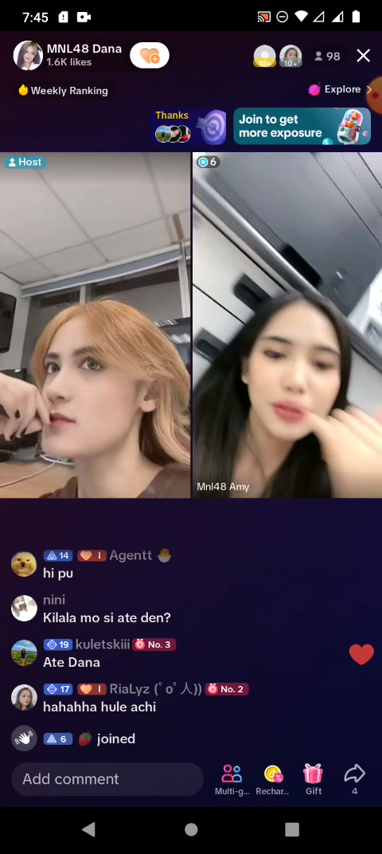 7:45
MNL48 Dana
1.6K likes
10+
98
Weekly Ranking
Explore
Thanks
Join to get
more exposure
Host
6
Mnl48 Amy
14 i Agentt
hi pu
nini
Kilala mo si ate den?
19 kuletskiii No. 3
Ate Dana
17 i RiaLyz (ﾟoﾟ人)) No. 2
hahahha hule achi
6 joined
Add comment
Multi-g...
Rechar...
Gift
4